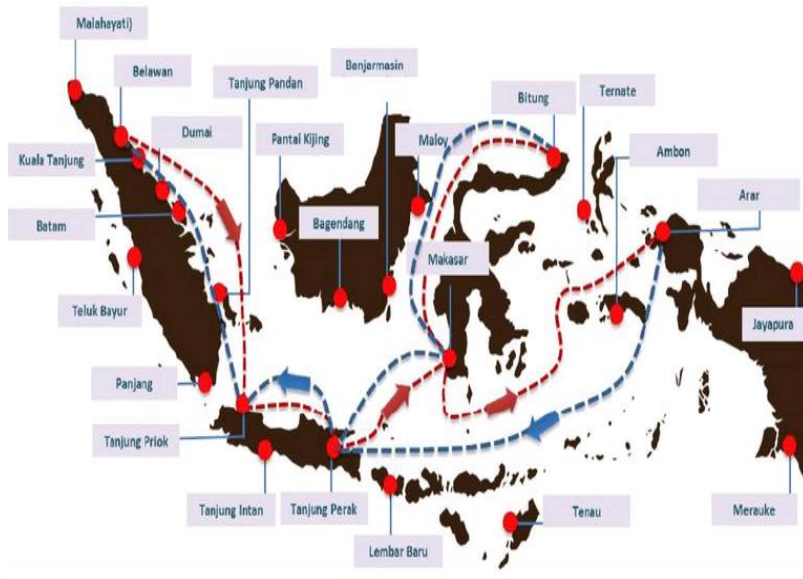 Malahayati)
Belawan
Tanjung Pandan
Banjarmasin
Bitung
Ternate
Dumai
Kuala Tanjung
Pantai Kijing
Maloy
Ambon
Arar
Batam
Bagendang
Makasar
Teluk Bayur
Jayapura
Panjang
Tanjung Priok
Tanjung Intan
Tanjung Perak
Lembar Baru
Tenau
Merauke